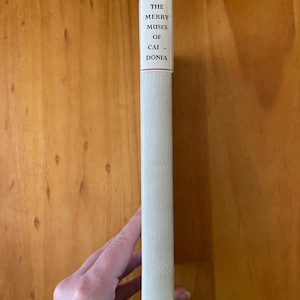 THE
MERRY
MUSES
OF
CAL -
DONIA